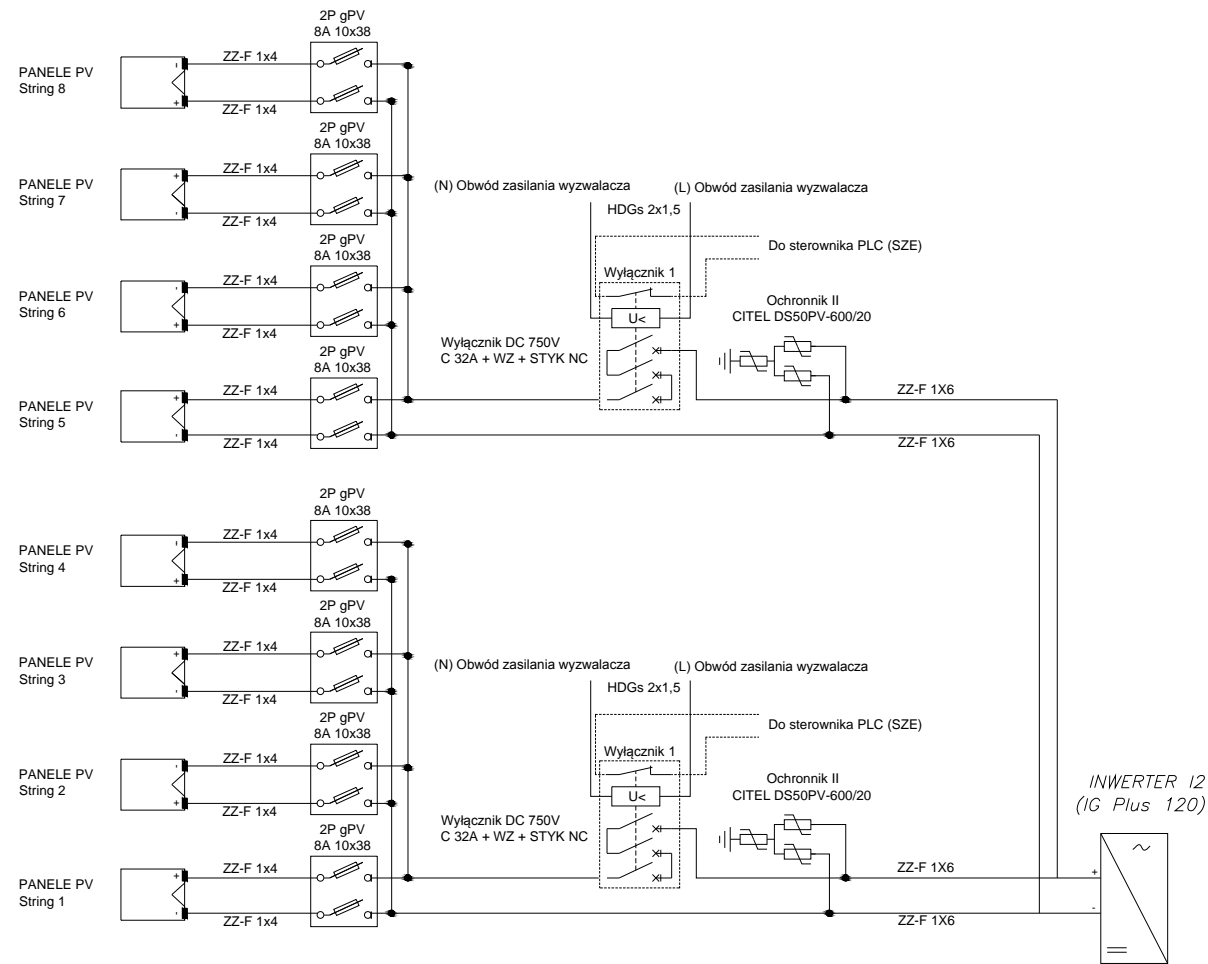 2P gPV
8A 10x38
ZZ-F 1x4
PANELE PV
String 8
-
+
ZZ-F 1x4
2P gPV
8A 10x38
ZZ-F 1x4
PANELE PV
String 7
+
-
ZZ-F 1x4
(N) Obwód zasilania wyzwalacza
(L) Obwód zasilania wyzwalacza
HDGs 2x1,5
2P gPV
8A 10x38
Do sterownika PLC (SZE)
ZZ-F 1x4
PANELE PV
String 6
-
+
ZZ-F 1x4
Wyłącznik 1
U<
Ochronnik II
CITEL DS50PV-600/20
Wyłącznik DC 750V
C 32A + WZ + STYK NC
2P gPV
8A 10x38
ZZ-F 1x4
PANELE PV
String 5
+
-
ZZ-F 1x4
ZZ-F 1X6
ZZ-F 1X6
2P gPV
8A 10x38
ZZ-F 1x4
PANELE PV
String 4
-
+
ZZ-F 1x4
2P gPV
8A 10x38
ZZ-F 1x4
PANELE PV
String 3
+
-
ZZ-F 1x4
(N) Obwód zasilania wyzwalacza
(L) Obwód zasilania wyzwalacza
HDGs 2x1,5
2P gPV
8A 10x38
Do sterownika PLC (SZE)
ZZ-F 1x4
PANELE PV
String 2
-
+
ZZ-F 1x4
Wyłącznik 1
U<
Ochronnik II
CITEL DS50PV-600/20
Wyłącznik DC 750V
C 32A + WZ + STYK NC
INWERTER I2
(IG Plus 120)
2P gPV
8A 10x38
ZZ-F 1x4
PANELE PV
String 1
+
-
ZZ-F 1x4
ZZ-F 1X6
ZZ-F 1X6
+
-